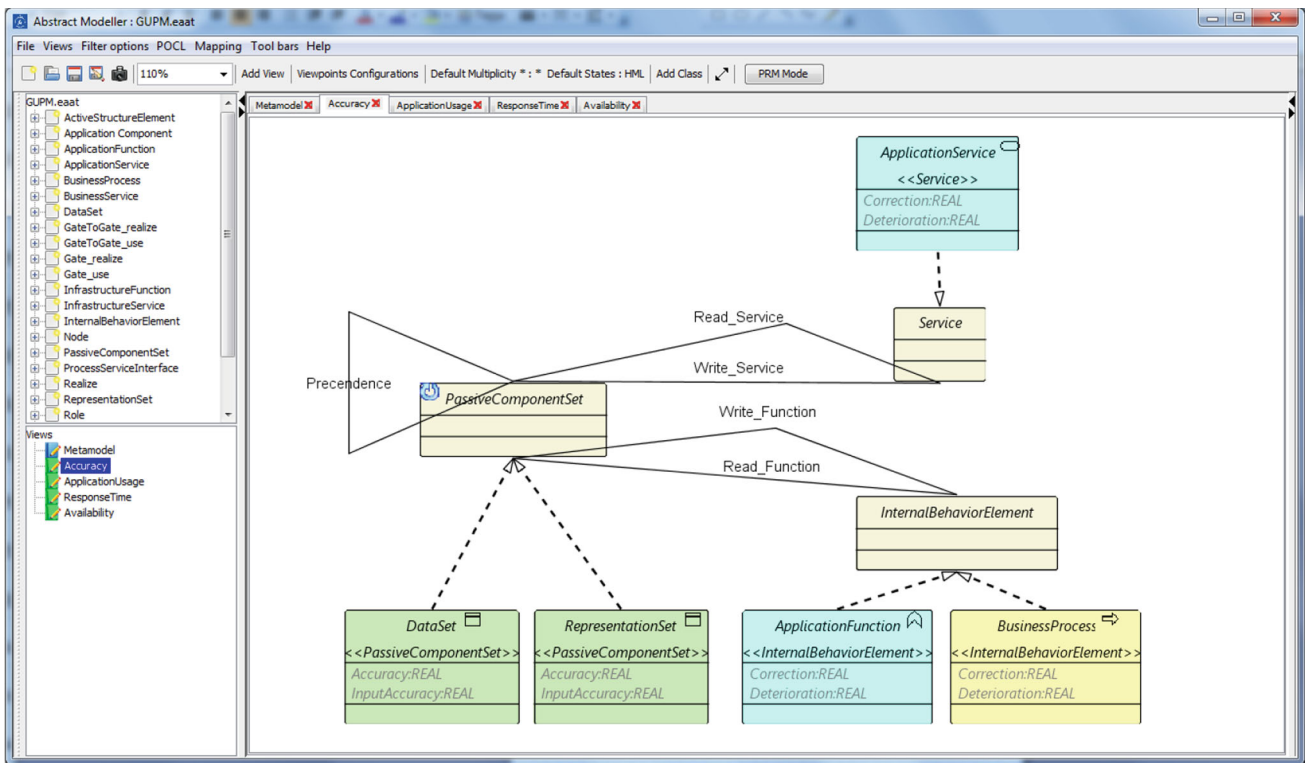 Abstract Modeller : GUPM.eaat
File Views Filter options POCL Mapping Tool bars Help
110% Add View Viewpoints Configurations Default Multiplicity * : * Default States : HML Add Class PRM Mode
GUPM.eaat
ActiveStructureElement
Application Component
ApplicationFunction
ApplicationService
BusinessProcess
BusinessService
DataSet
GateToGate_realize
GateToGate_use
Gate_realize
Gate_use
InfrastructureFunction
InfrastructureService
InternalBehaviorElement
Node
PassiveComponentSet
ProcessServiceInterface
Realize
RepresentationSet
Role
Views
Metamodel
Accuracy
ApplicationUsage
ResponseTime
Availability
Metamodel Accuracy ApplicationUsage ResponseTime Availability
ApplicationService
<<Service>>
Correction:REAL
Deterioration:REAL
Service
Read_Service
Write_Service
Precendence
PassiveComponentSet
Write_Function
Read_Function
InternalBehaviorElement
DataSet
<<PassiveComponentSet>>
Accuracy:REAL
InputAccuracy:REAL
RepresentationSet
<<PassiveComponentSet>>
Accuracy:REAL
InputAccuracy:REAL
ApplicationFunction
<<InternalBehaviorElement>>
Correction:REAL
Deterioration:REAL
BusinessProcess
<<InternalBehaviorElement>>
Correction:REAL
Deterioration:REAL